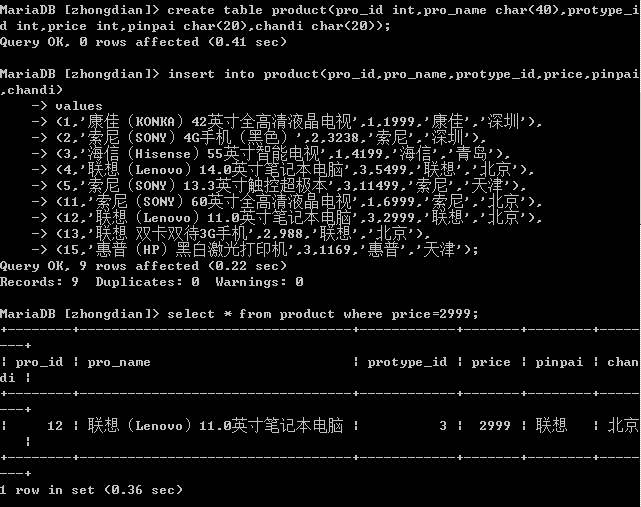 MariaDB [zhongdian]> create table product(pro_id int,pro_name char(40),protype_i
d int,price int,pinpai char(20),chandi char(20));
Query OK, 0 rows affected (0.41 sec)
MariaDB [zhongdian]> insert into product(pro_id,pro_name,protype_id,price,pinpai
,chandi)
-> values
-> (1,'康佳（KONKA）42英寸全高清液晶电视',1,1999,'康佳','深圳'),
-> (2,'索尼（SONY）4G手机（黑色）',2,3238,'索尼','深圳'),
-> (3,'海信（Hisense）55英寸智能电视',1,4199,'海信','青岛'),
-> (4,'联想（Lenovo）14.0英寸笔记本电脑',3,5499,'联想','北京'),
-> (5,'索尼（SONY）13.3英寸触控超极本',3,11499,'索尼','天津'),
-> (11,'索尼（SONY）60英寸全高清液晶电视',1,6999,'索尼','北京'),
-> (12,'联想（Lenovo）11.0英寸笔记本电脑',3,2999,'联想','北京'),
-> (13,'联想 双卡双待3G手机',2,988,'联想','北京'),
-> (15,'惠普（HP）黑白激光打印机',3,1169,'惠普','天津');
Query OK, 9 rows affected (0.22 sec)
Records: 9  Duplicates: 0  Warnings: 0
MariaDB [zhongdian]> select * from product where price=2999;
+--------+----------------------------------+------------+-------+--------+-----
---+
| pro_id | pro_name                         | protype_id | price | pinpai | chan
di |
+--------+----------------------------------+------------+-------+--------+-----
---+
|     12 | 联想（Lenovo）11.0英寸笔记本电脑 |          3 |  2999 | 联想   | 北京
   |
+--------+----------------------------------+------------+-------+--------+-----
---+
1 row in set (0.36 sec)